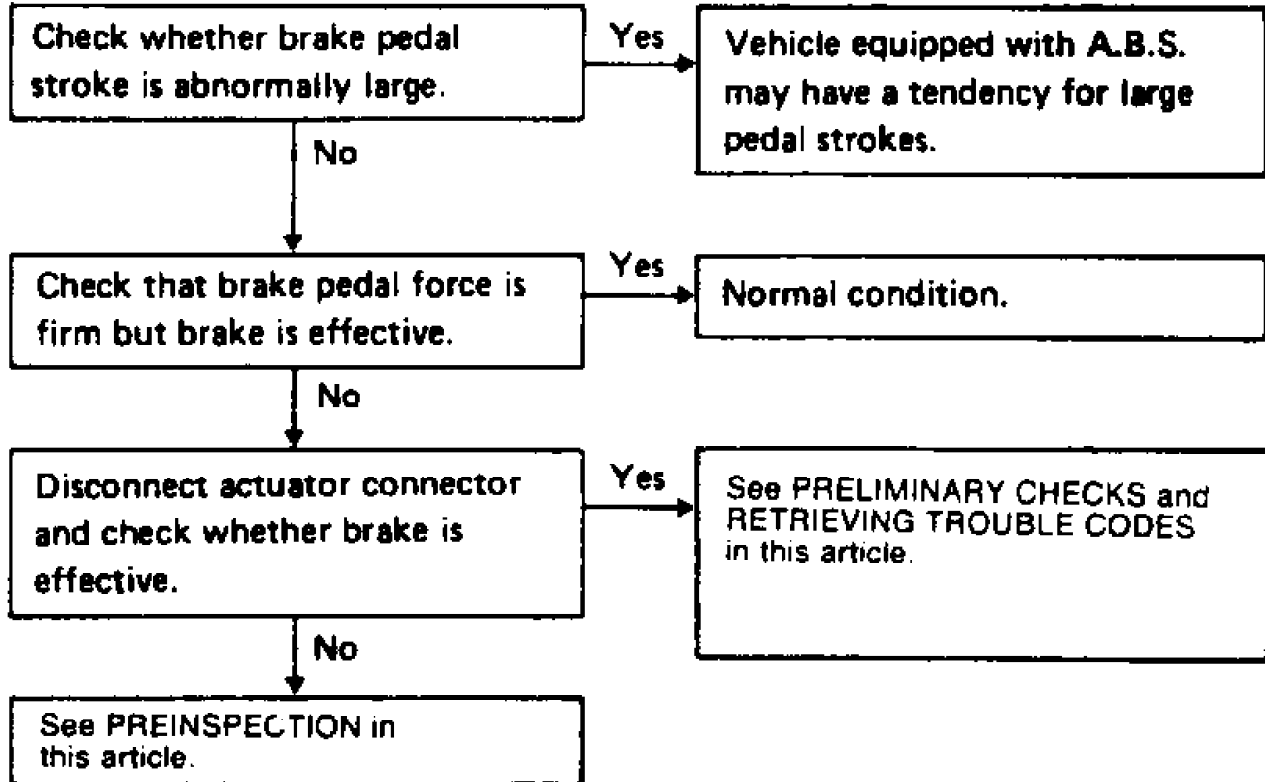 Check whether brake pedal
stroke is abnormally large.
Yes
Vehicle equipped with A.B.S.
may have a tendency for large
pedal strokes.
No
Check that brake pedal force is
firm but brake is effective.
Yes
Normal condition.
No
Disconnect actuator connector
and check whether brake is
effective.
Yes
See PRELIMINARY CHECKS and
RETRIEVING TROUBLE CODES
in this article.
No
See PREINSPECTION in
this article.